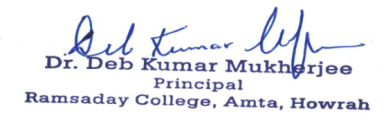 Deb Kumar
Dr. Deb Kumar Mukherjee
Principal
Ramsaday College, Amta, Howrah